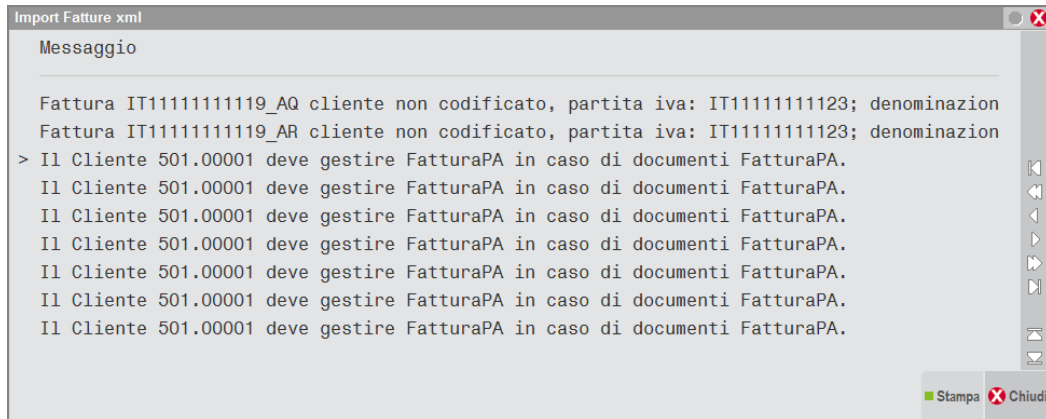 Import Fatture xml
Messaggio
Fattura IT11111111119_AQ cliente non codificato, partita iva: IT11111111123; denominazion
Fattura IT11111111119_AR cliente non codificato, partita iva: IT11111111123; denominazion
> Il Cliente 501.00001 deve gestire FatturaPA in caso di documenti FatturaPA.
Il Cliente 501.00001 deve gestire FatturaPA in caso di documenti FatturaPA.
Il Cliente 501.00001 deve gestire FatturaPA in caso di documenti FatturaPA.
Il Cliente 501.00001 deve gestire FatturaPA in caso di documenti FatturaPA.
Il Cliente 501.00001 deve gestire FatturaPA in caso di documenti FatturaPA.
Il Cliente 501.00001 deve gestire FatturaPA in caso di documenti FatturaPA.
Il Cliente 501.00001 deve gestire FatturaPA in caso di documenti FatturaPA.
Stampa Chiudi